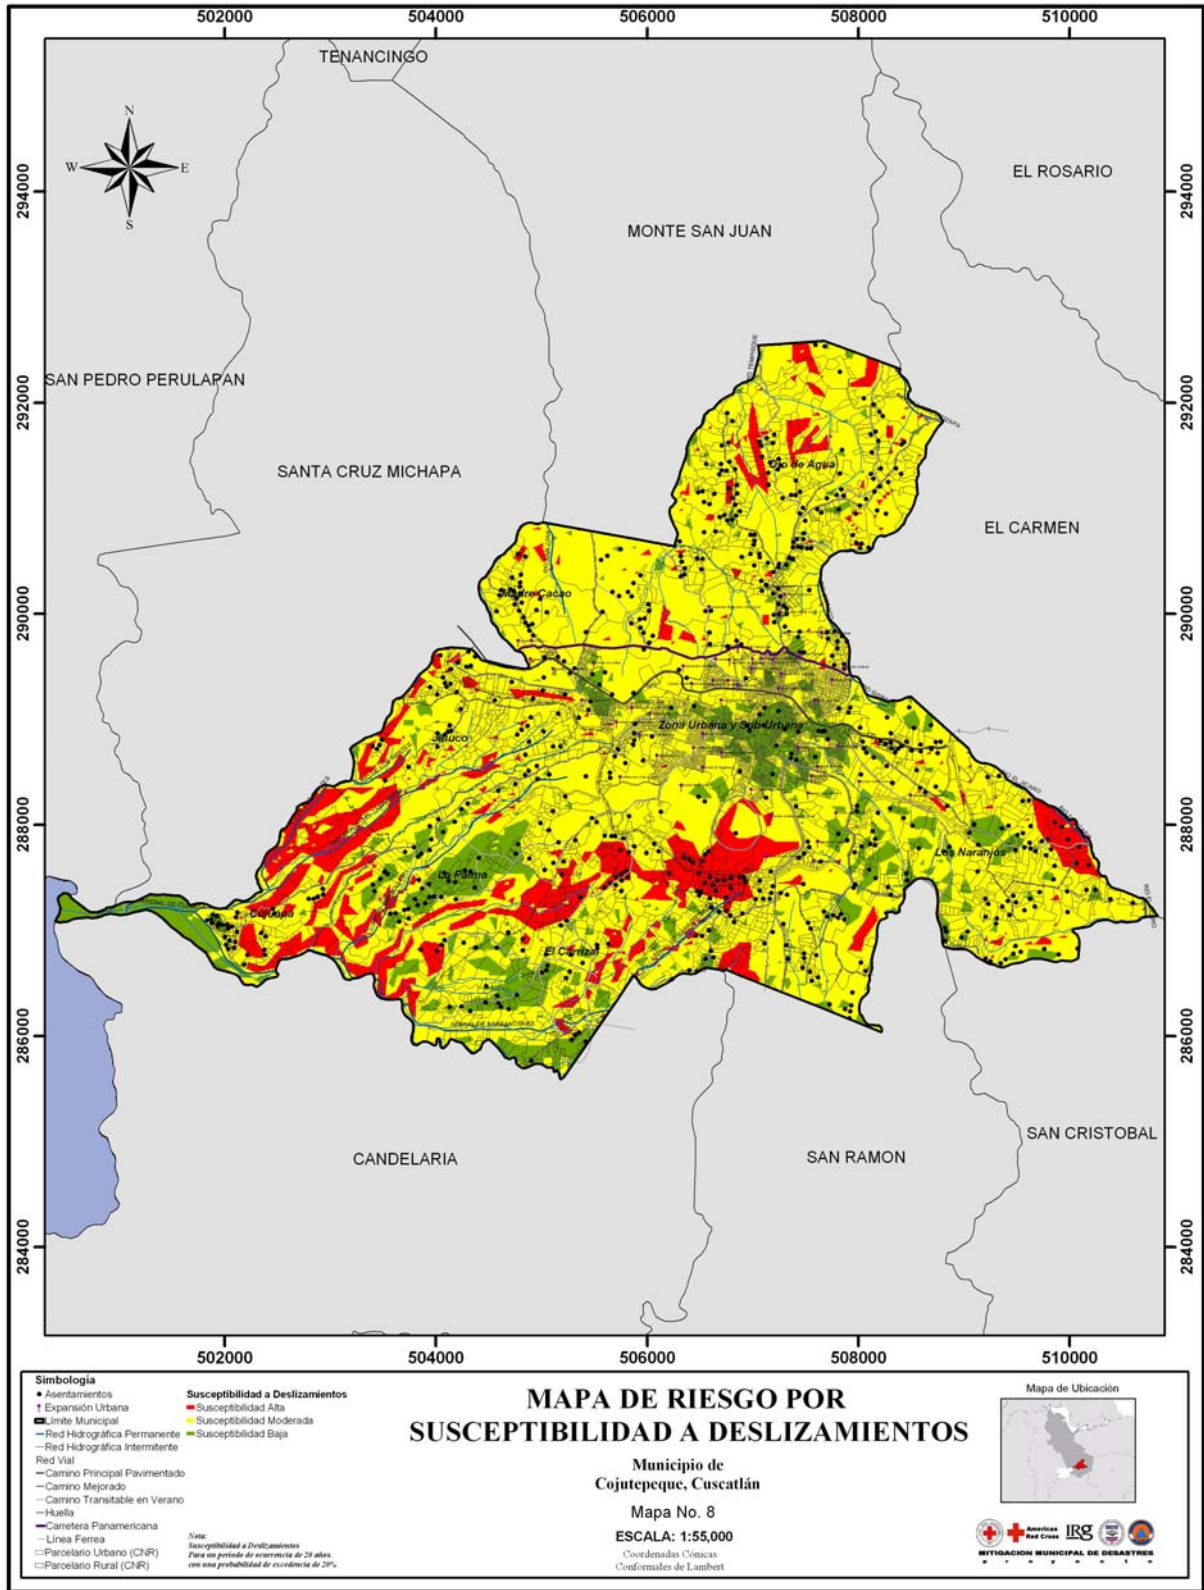 502000 504000 506000 508000 510000
TENANCINGO
N
W E
S
EL ROSARIO
294000 294000
MONTE SAN JUAN
SAN PEDRO PERULAPAN
292000 292000
SANTA CRUZ MICHAPA
Ojo de Agua
EL CARMEN
290000 290000
Madre Cacao
Zona Urbana y Sub-Urbana
Jiñuco
288000 288000
Los Naranjos
La Palma
Cujuapa
El Carrizal
286000 286000
CANDELARIA
SAN RAMON
SAN CRISTOBAL
284000 284000
502000 504000 506000 508000 510000
Simbología
Asentamientos
Expansión Urbana
Límite Municipal
Red Hidrográfica Permanente
Red Hidrográfica Intermitente
Red Vial
Camino Principal Pavimentado
Camino Mejorado
Camino Transitable en Verano
Huella
Carretera Panamericana
Línea Ferrea
Parcelario Urbano (CNR)
Parcelario Rural (CNR)
Susceptibilidad a Deslizamientos
Susceptibilidad Alta
Susceptibilidad Moderada
Susceptibilidad Baja
Nota:
Susceptibilidad a Deslizamientos
Para un período de ocurrencia de 20 años.
con una probabilidad de excedencia de 20%
MAPA DE RIESGO POR
SUSCEPTIBILIDAD A DESLIZAMIENTOS
Municipio de
Cojutepeque, Cuscatlán
Mapa No. 8
ESCALA: 1:55,000
Coordenadas Cónicas
Conformales de Lambert
Mapa de Ubicación
American
Red Cross
IRG
MITIGACION MUNICIPAL DE DESASTRES
proyecto